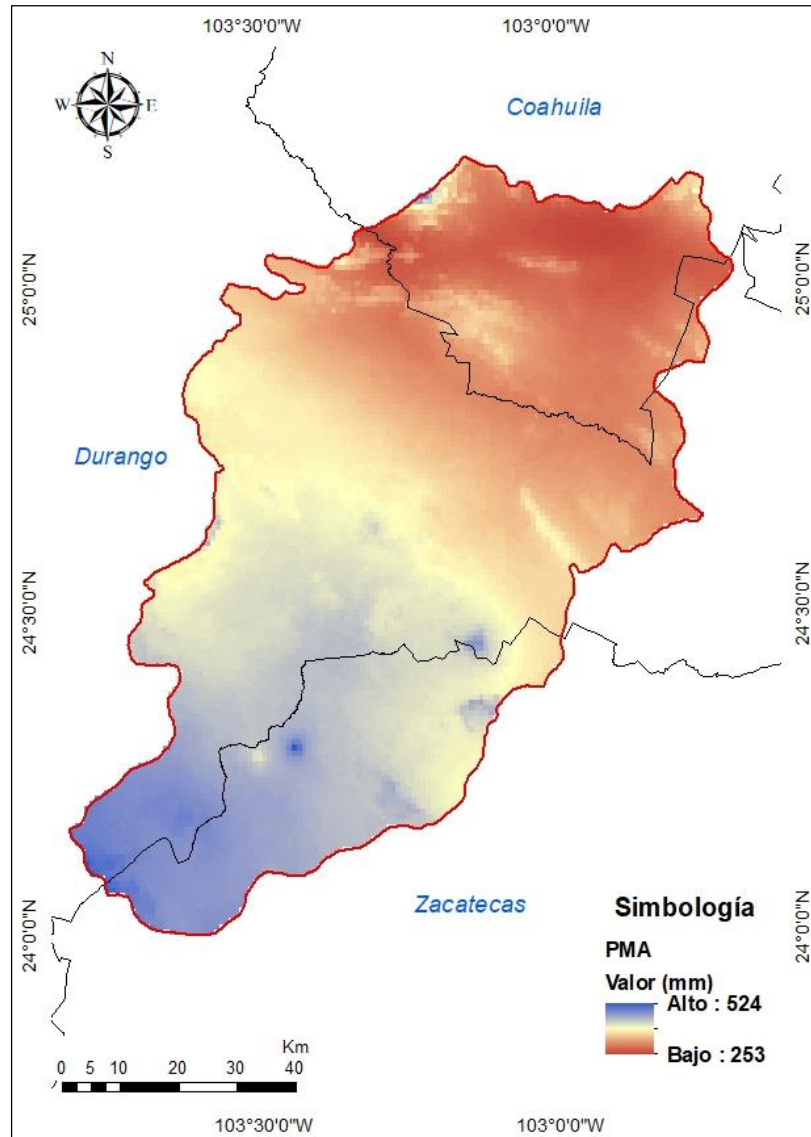 103°30'0"W 103°0'0"W
N
W E
S
Coahuila
25°0'0"N 25°0'0"N
Durango
24°30'0"N 24°30'0"N
Zacatecas
24°0'0"N 24°0'0"N
Simbología
PMA
Valor (mm)
Alto : 524
Bajo : 253
Km
0 5 10 20 30 40
103°30'0"W 103°0'0"W